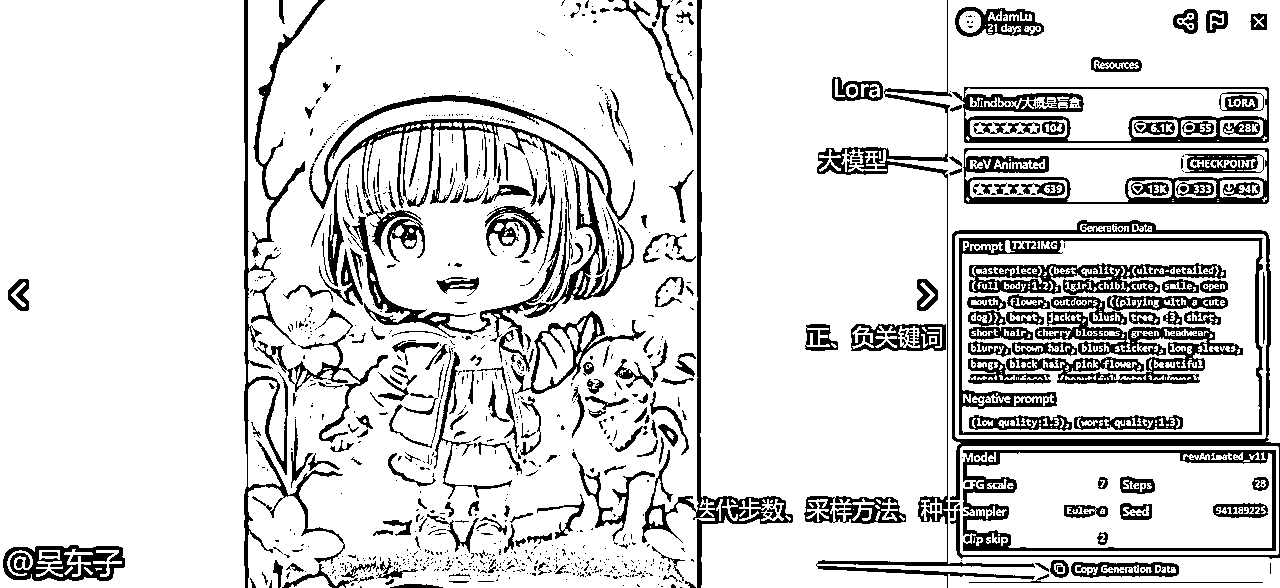 AdamLu
21 days ago
Resources
Lora
blindbox/大概是盲盒
LORA
6.1K
28K
大模型
ReV Animated
CHECKPOINT
639
13K
333
94K
Generation Data
Prompt TXT2IMG
(masterpiece),(best quality),(ultra-detailed),
(full body:1.2), 1girl,chibi,cute, smile, open
mouth, flower, outdoors, ((playing with a cute
dog)), beret, jacket, blush, tree, :3, shirt,
short hair, cherry blossoms, green headwear,
blurry, brown hair, blush stickers, long sleeves,
bangs, black hair, pink flower, ((beautiful
正、负关键词
Negative prompt
(low quality:1.3), (worst quality:1.3)
Model revAnimated_v11
CFG scale 7 Steps 28
迭代步数、采样方法、种子
Sampler Euler a Seed 941189225
Clip skip 2
Copy Generation Data
@吴东子